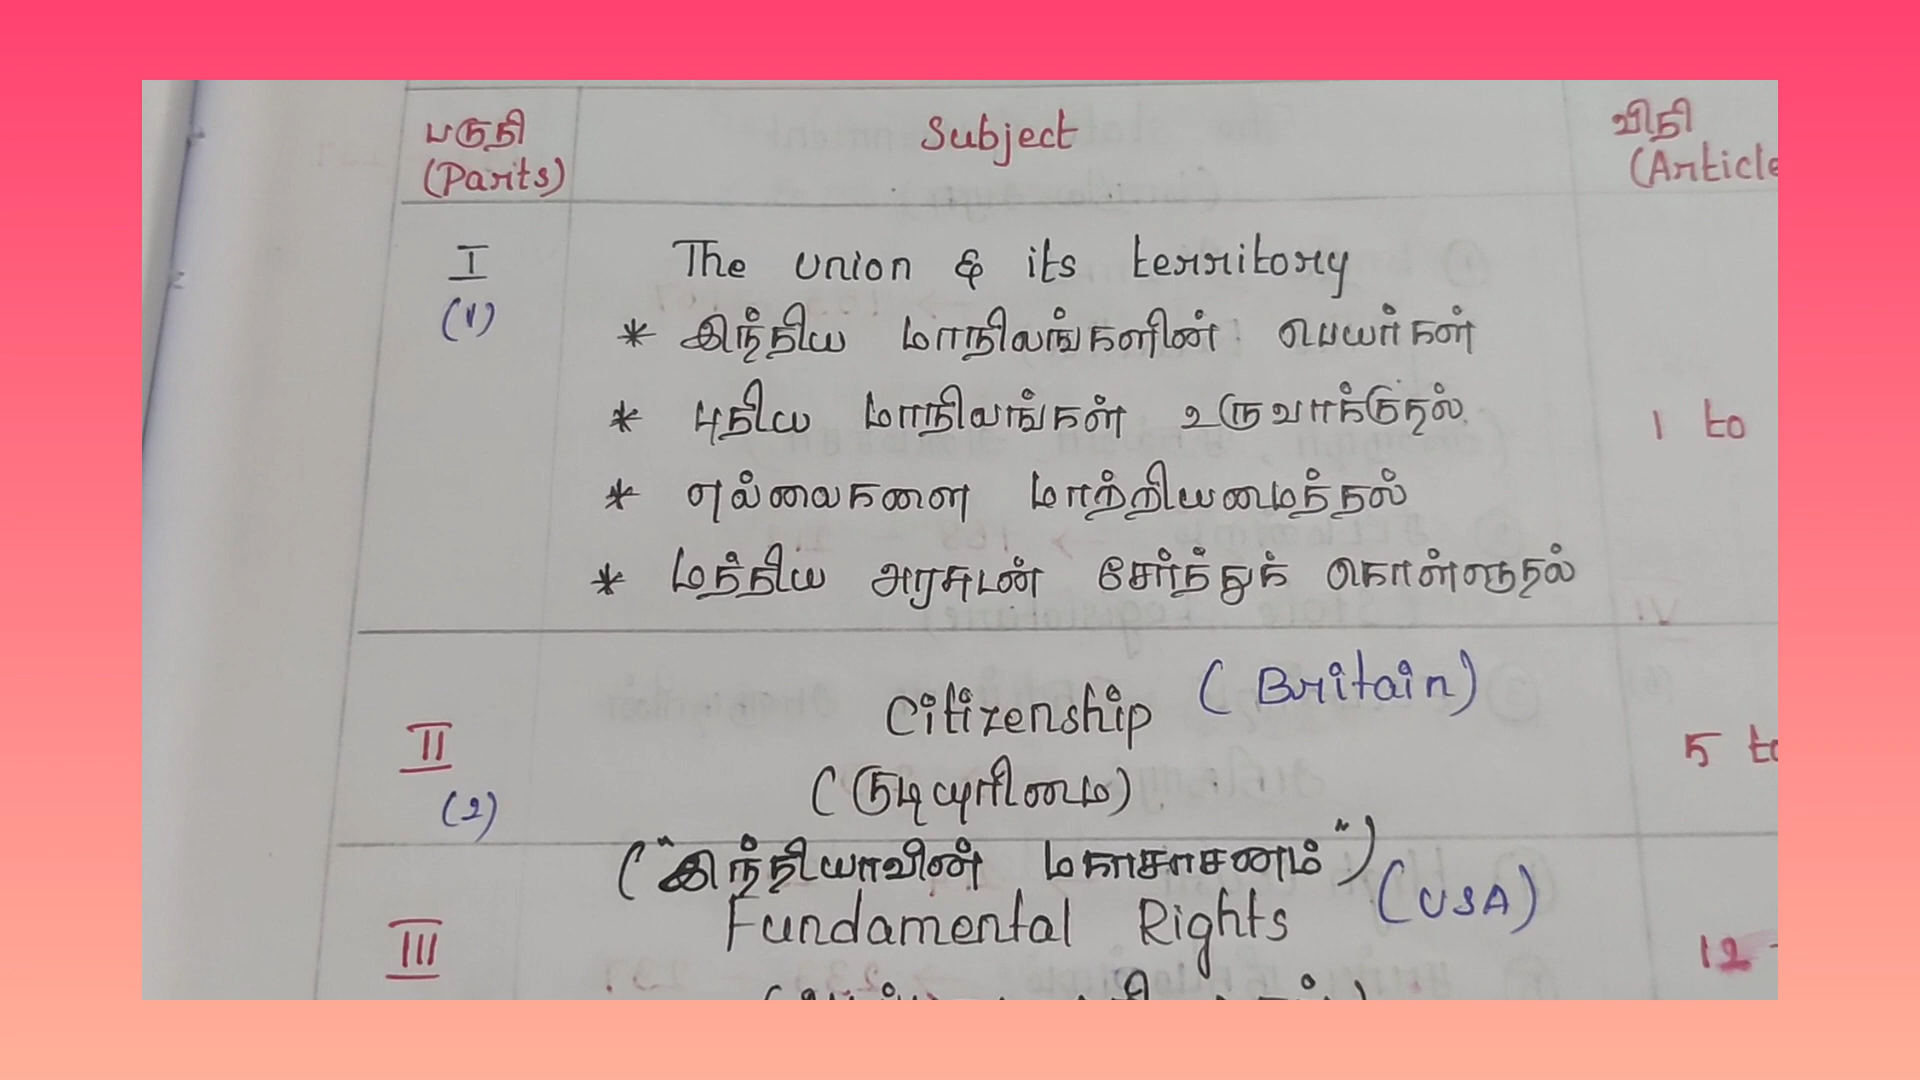 பகுதி Subject விதி
(Parts) (Article
I The union & its territory
(1) * இந்திய மாநிலங்களின் பெயர்கள்
* புதிய மாநிலங்கள் உருவாக்குதல்
1 to
* எல்லைகளை மாற்றியமைத்தல்
* மத்திய அரசுடன் சேர்த்துக் கொள்ளுதல்
Citizenship (Britain)
II 5 to
(2) (குடியுரிமை)
("இந்தியாவின் மகாசாசனம்")
III Fundamental Rights (USA) 12